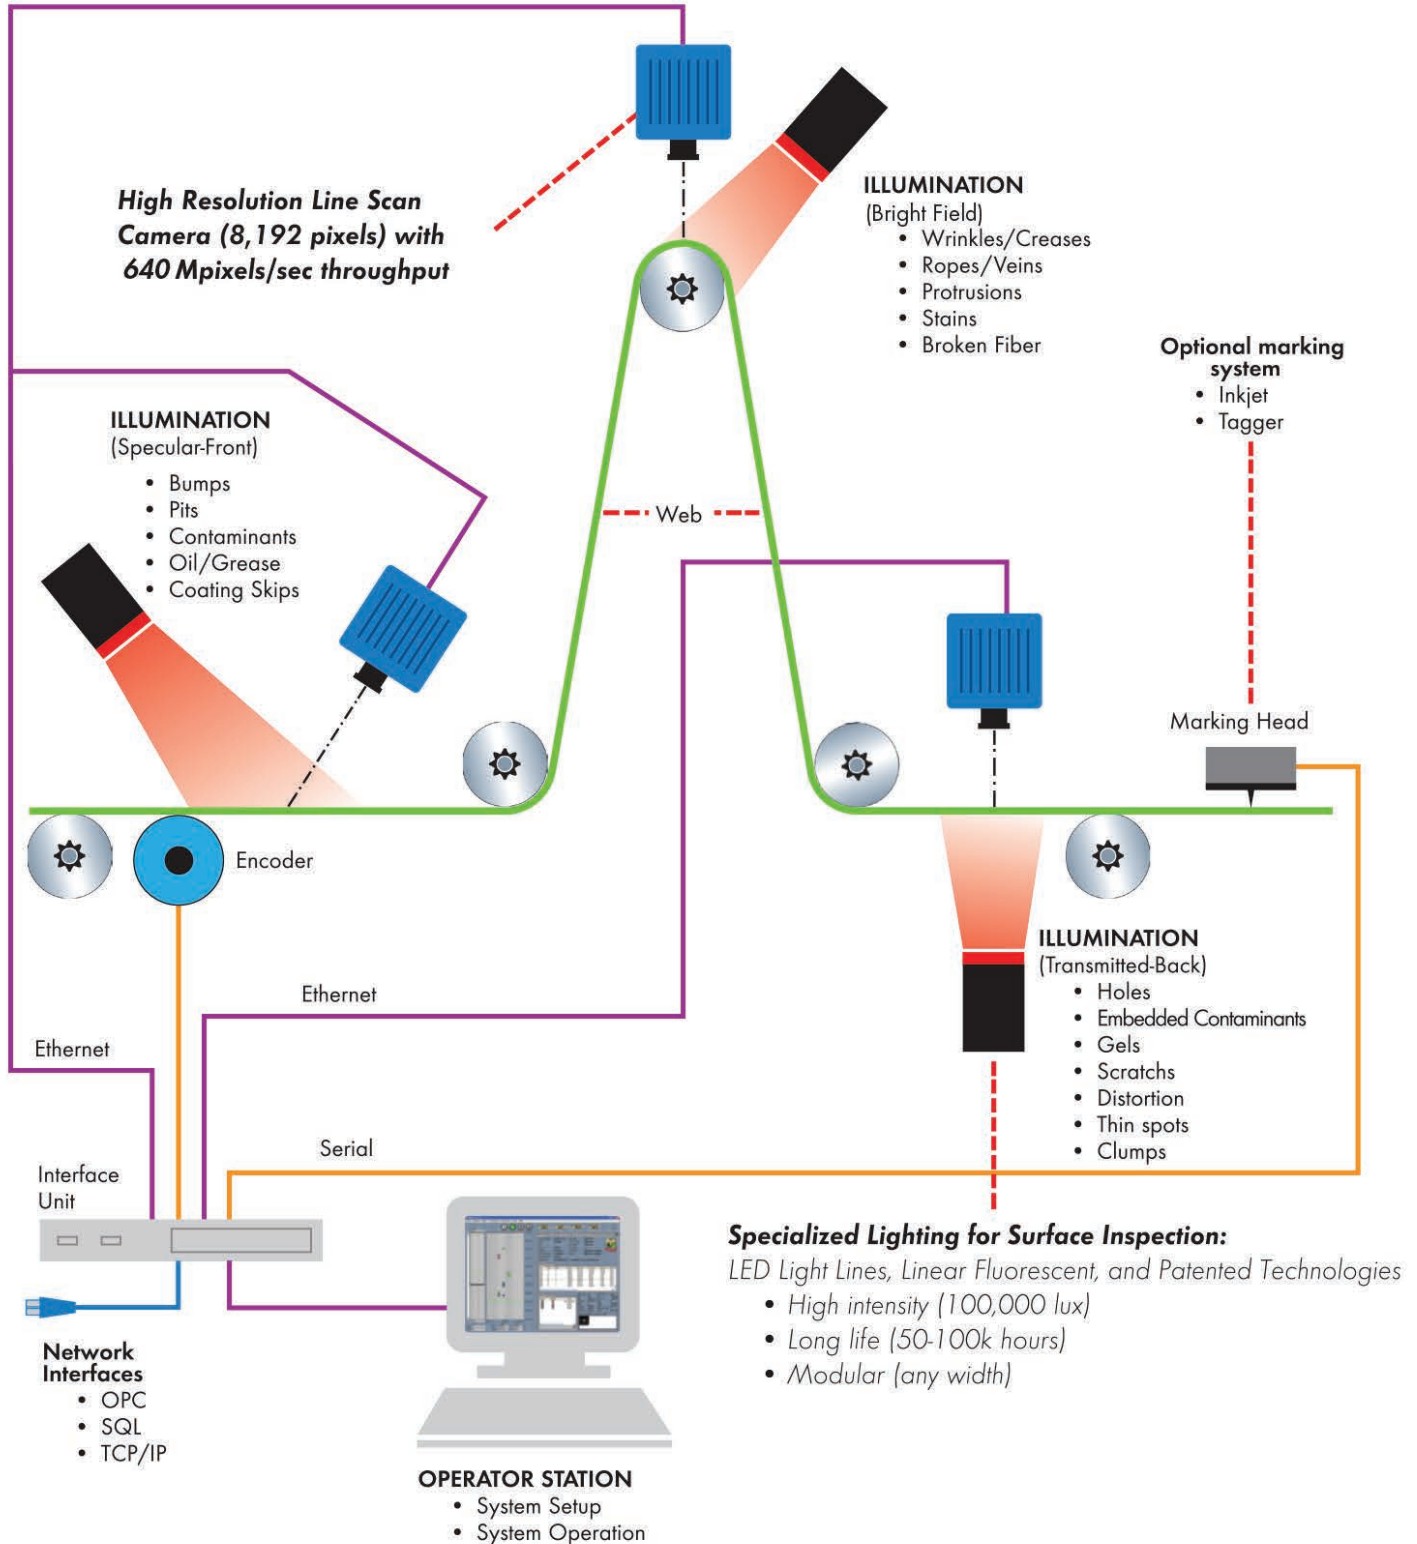 High Resolution Line Scan
Camera (8,192 pixels) with
640 Mpixels/sec throughput
ILLUMINATION
(Bright Field)
• Wrinkles/Creases
• Ropes/Veins
• Protrusions
• Stains
• Broken Fiber
Optional marking
system
• Inkjet
• Tagger
ILLUMINATION
(Specular-Front)
• Bumps
• Pits
• Contaminants
• Oil/Grease
• Coating Skips
Web
Marking Head
Encoder
ILLUMINATION
(Transmitted-Back)
• Holes
• Embedded Contaminants
• Gels
• Scratchs
• Distortion
• Thin spots
• Clumps
Ethernet
Ethernet
Serial
Interface
Unit
Specialized Lighting for Surface Inspection:
LED Light Lines, Linear Fluorescent, and Patented Technologies
• High intensity (100,000 lux)
• Long life (50-100k hours)
• Modular (any width)
Network
Interfaces
• OPC
• SQL
• TCP/IP
OPERATOR STATION
• System Setup
• System Operation